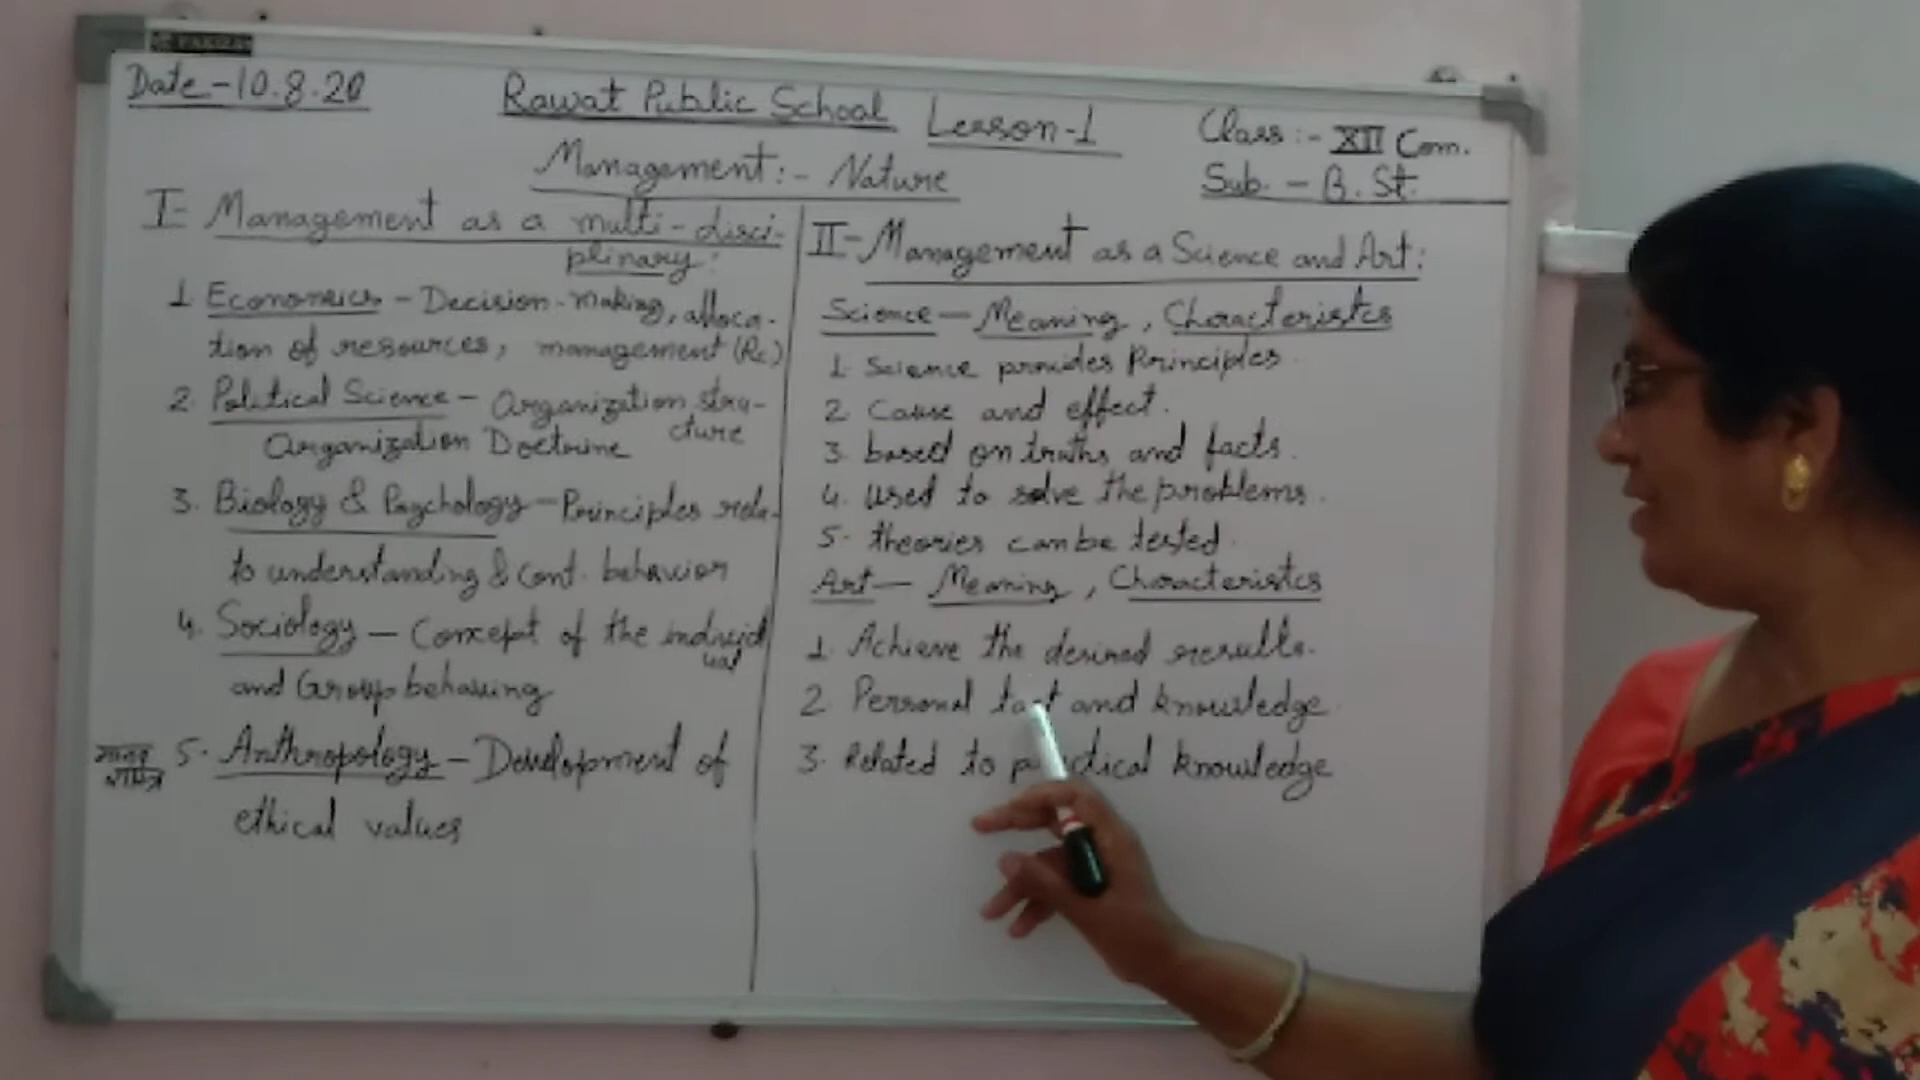 Date - 10.8.20
Rawat Public School
Lesson-1
Class :- XII Com.
Sub. - B. St.
Management :- Nature
I- Management as a multi-disci-
plinary :
1. Economics - Decision-making, alloca-
tion of resources, management (Rc)
2. Political Science - Organization stru-
cture
Organization Doctrine
3. Biology & Psychology - Principles rela-
to understanding & Cont. behavior
4. Sociology - Concept of the individ
ual
and Group behaving
5. Anthropology - Development of
ethical values
II- Management as a Science and Art :
Science - Meaning, Characteristcs
1. Science provides Principles.
2. Cause and effect.
3. based on truths and facts.
4. used to solve the problems.
5. theories can be tested.
Art - Meaning, Characteristcs
1. Achieve the desired results.
2. Personal and knowledge.
3. Related to practical knowledge